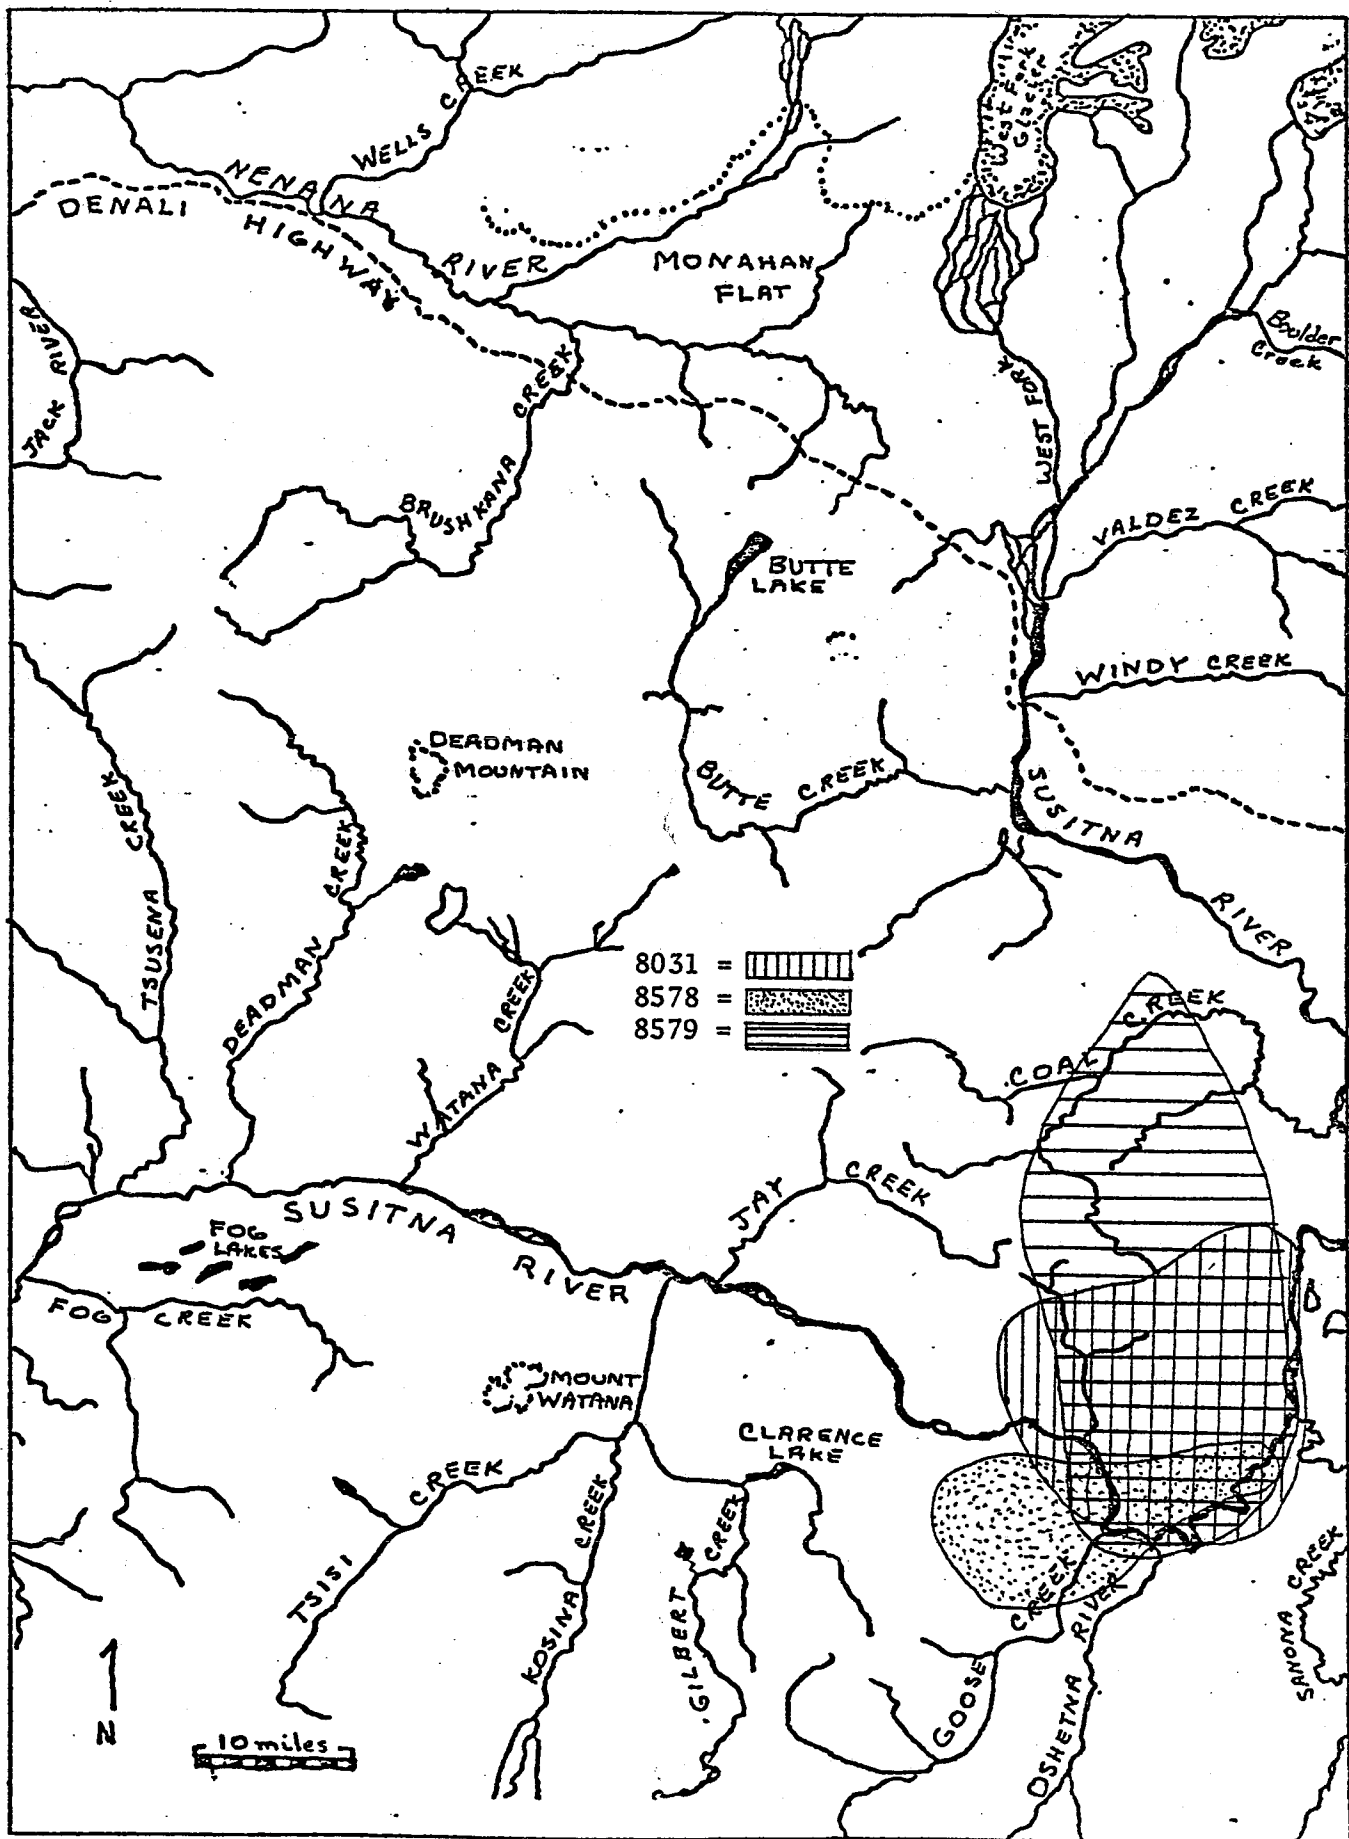 WELLS CREEK
West Fork
Glacier
NENANA
RIVER
DENALI
HIGHWAY
MONAHAN
FLAT
JACK RIVER
Boulder
Creek
WEST FORK
BRUSHKANA CREEK
VALDEZ CREEK
BUTTE
LAKE
WINDY CREEK
DEADMAN
MOUNTAIN
BUTTE CREEK
SUSITNA
RIVER
TSUSENA CREEK
DEADMAN CREEK
8031 =
8578 =
8579 =
WATANA CREEK
COAL CREEK
JAY CREEK
SUSITNA
RIVER
FOG
LAKES
FOG CREEK
MOUNT
WATANA
CLARENCE
LAKE
TSISI CREEK
KOSINA CREEK
GILBERT CREEK
GOOSE CREEK
OSHETNA RIVER
SANONA CREEK
N
10 miles